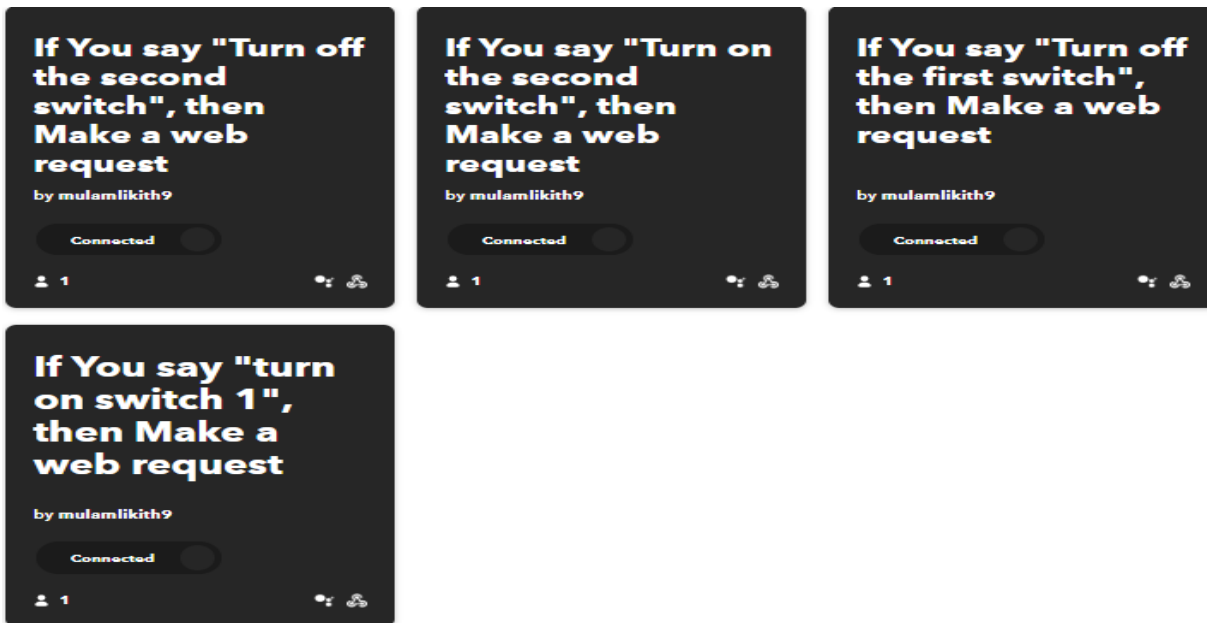 If You say "Turn off
the second
switch", then
Make a web
request
by mulamlikith9
Connected
1
If You say "Turn on
the second
switch", then
Make a web
request
by mulamlikith9
Connected
1
If You say "Turn off
the first switch",
then Make a web
request
by mulamlikith9
Connected
1
If You say "turn
on switch 1",
then Make a
web request
by mulamlikith9
Connected
1